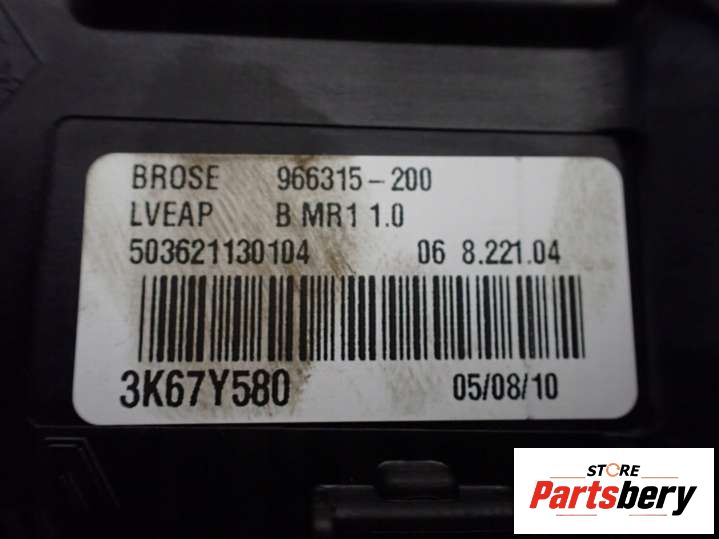 BROSE 966315-200
LVEAP B MR1 1.0
503621130104 06 8.221.04
3K67Y580 05/08/10
STORE
Partsbery